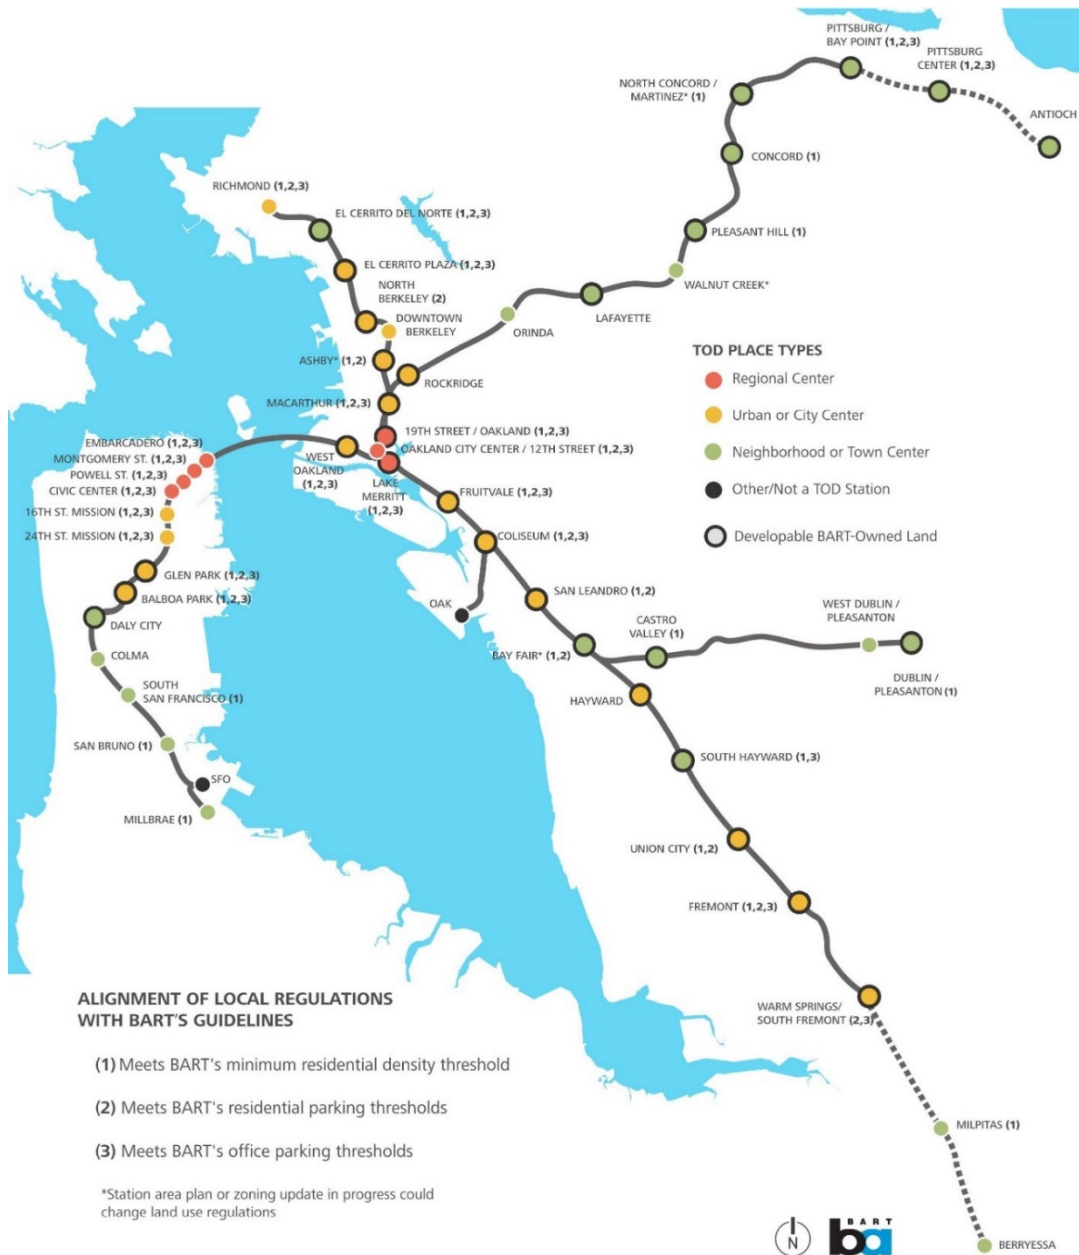 PITTSBURG /
BAY POINT (1,2,3)
PITTSBURG
CENTER (1,2,3)
NORTH CONCORD /
MARTINEZ* (1)
ANTIOCH
CONCORD (1)
RICHMOND (1,2,3)
EL CERRITO DEL NORTE (1,2,3)
PLEASANT HILL (1)
EL CERRITO PLAZA (1,2,3)
NORTH
BERKELEY (2)
WALNUT CREEK*
DOWNTOWN
BERKELEY
ORINDA
LAFAYETTE
ASHBY* (1,2)
ROCKRIDGE
MACARTHUR (1,2,3)
19TH STREET / OAKLAND (1,2,3)
OAKLAND CITY CENTER / 12TH STREET (1,2,3)
EMBARCADERO (1,2,3)
MONTGOMERY ST. (1,2,3)
POWELL ST. (1,2,3)
CIVIC CENTER (1,2,3)
16TH ST. MISSION (1,2,3)
24TH ST. MISSION (1,2,3)
WEST
OAKLAND
(1,2,3)
LAKE
MERRITT
(1,2,3)
FRUITVALE (1,2,3)
COLISEUM (1,2,3)
GLEN PARK (1,2,3)
BALBOA PARK (1,2,3)
DALY CITY
COLMA
SOUTH
SAN FRANCISCO (1)
SAN BRUNO (1)
SFO
MILLBRAE (1)
OAK
SAN LEANDRO (1,2)
BAY FAIR* (1,2)
CASTRO
VALLEY (1)
WEST DUBLIN /
PLEASANTON
DUBLIN /
PLEASANTON (1)
HAYWARD
SOUTH HAYWARD (1,3)
UNION CITY (1,2)
FREMONT (1,2,3)
WARM SPRINGS/
SOUTH FREMONT (2,3)
MILPITAS (1)
BERRYESSA
TOD PLACE TYPES
Regional Center
Urban or City Center
Neighborhood or Town Center
Other/Not a TOD Station
Developable BART-Owned Land
ALIGNMENT OF LOCAL REGULATIONS
WITH BART'S GUIDELINES
(1) Meets BART's minimum residential density threshold
(2) Meets BART's residential parking thresholds
(3) Meets BART's office parking thresholds
*Station area plan or zoning update in progress could
change land use regulations
N
BART
ba